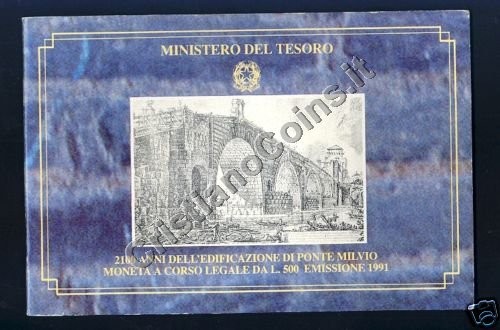 MINISTERO DEL TESORO
CristianoCoins.it
2100 ANNI DELL'EDIFICAZIONE DI PONTE MILVIO
MONETA A CORSO LEGALE DA L. 500 EMISSIONE 1991